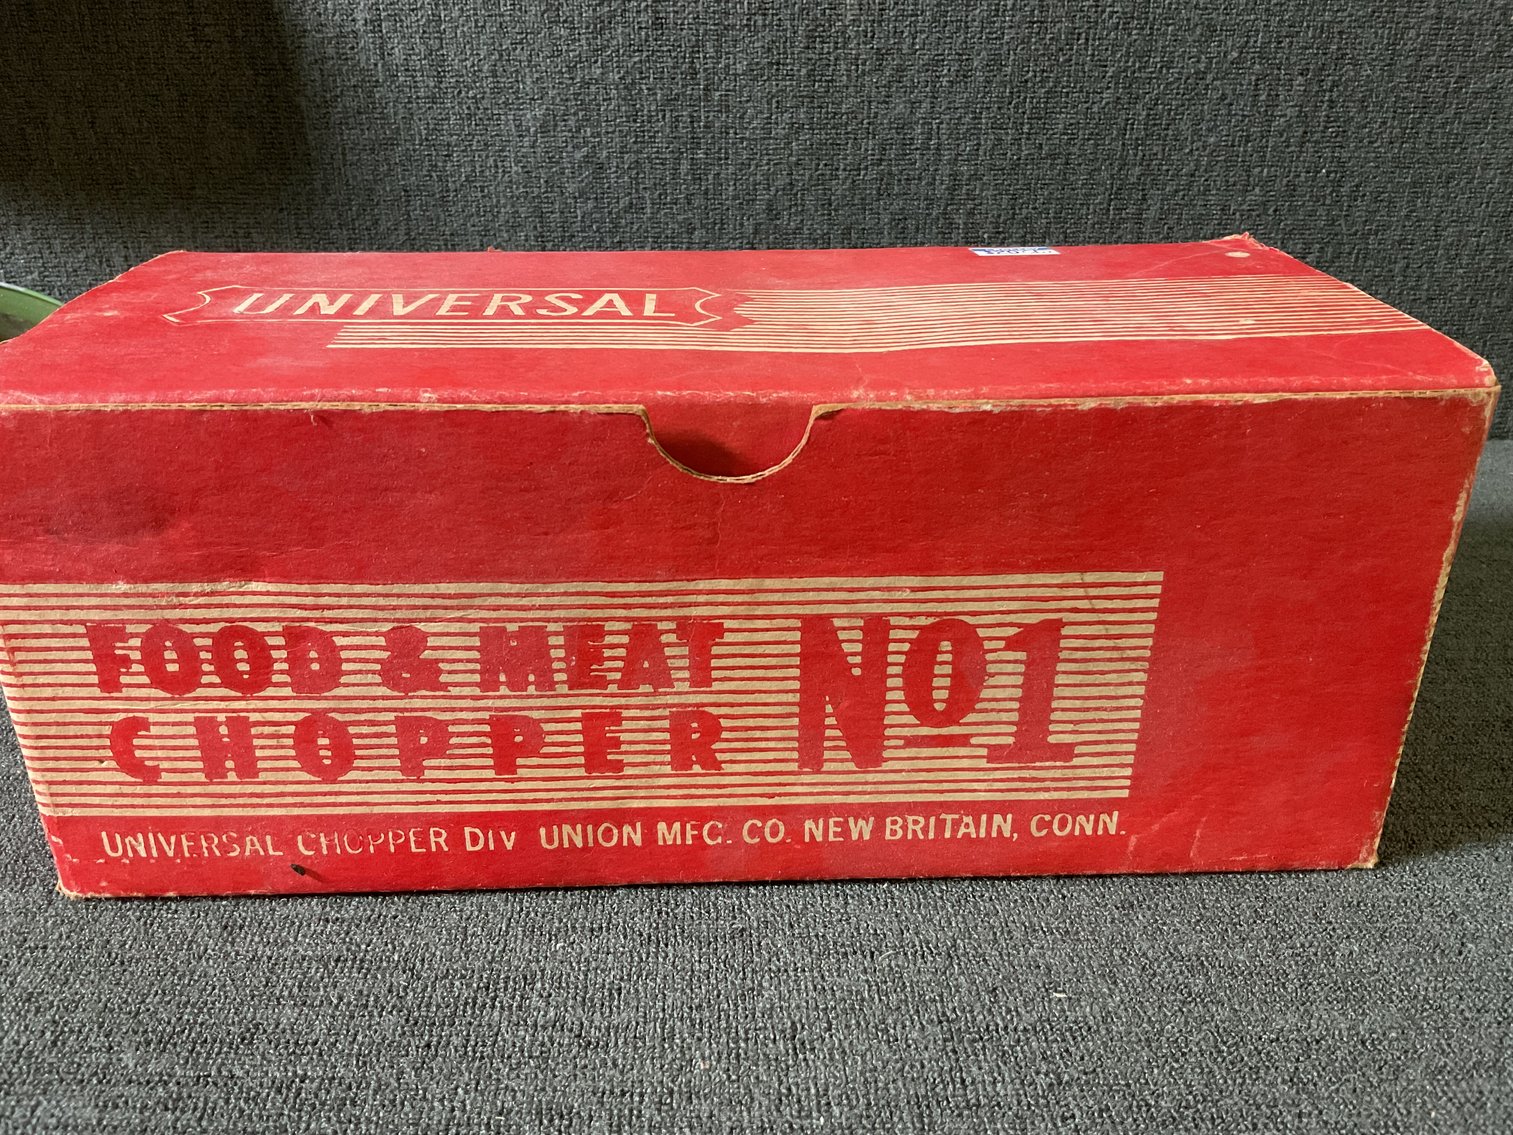 UNIVERSAL
FOOD & MEAT
CHOPPER
No1
UNIVERSAL CHOPPER DIV UNION MFG. CO. NEW BRITAIN, CONN.